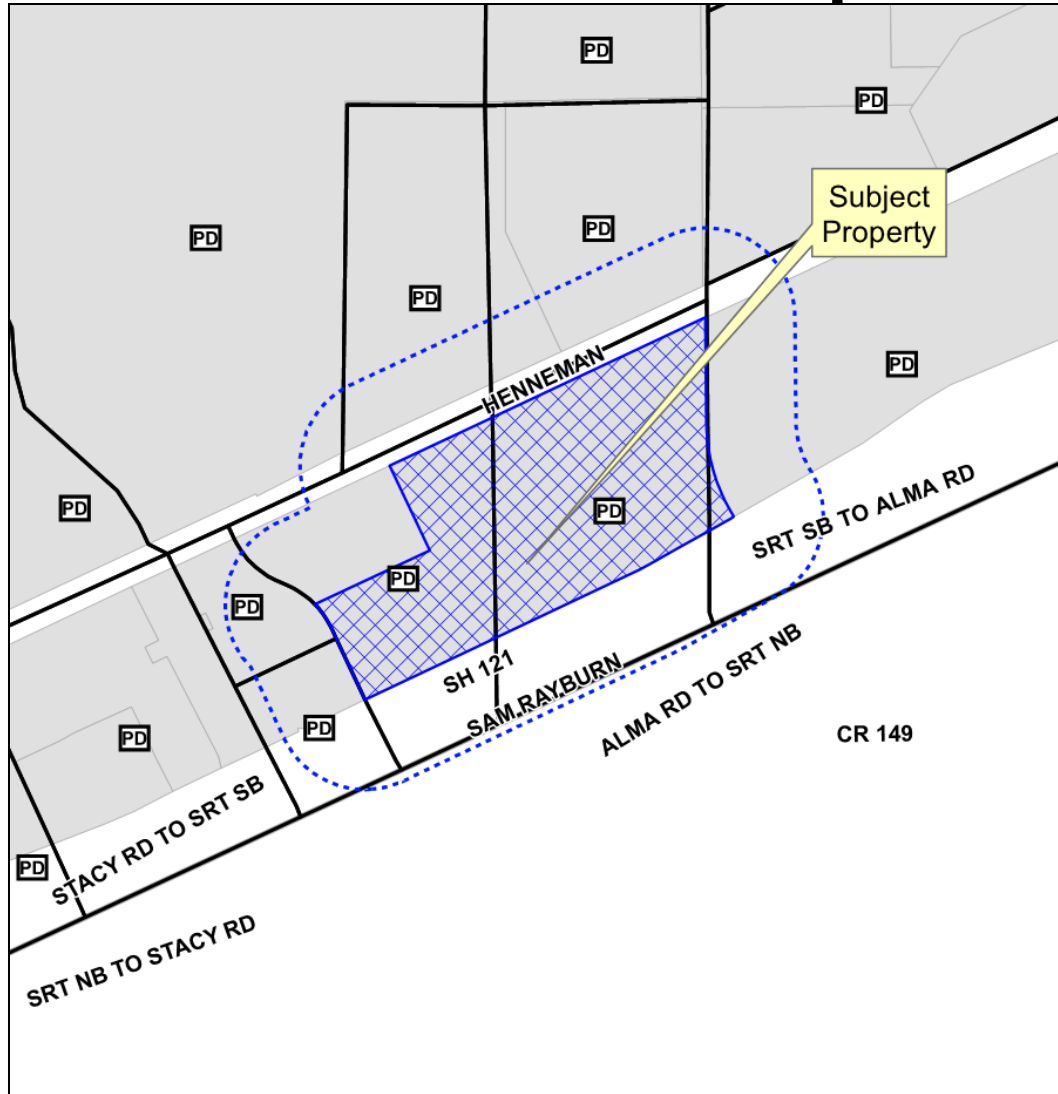 PD
PD
Subject
Property
PD
PD
PD
HENNEMAN
PD
PD
PD
SRT SB TO ALMA RD
PD
PD
SH 121
SAM RAYBURN
ALMA RD TO SRT NB
PD
PD
CR 149
STACY RD TO SRT SB
PD
SRT NB TO STACY RD